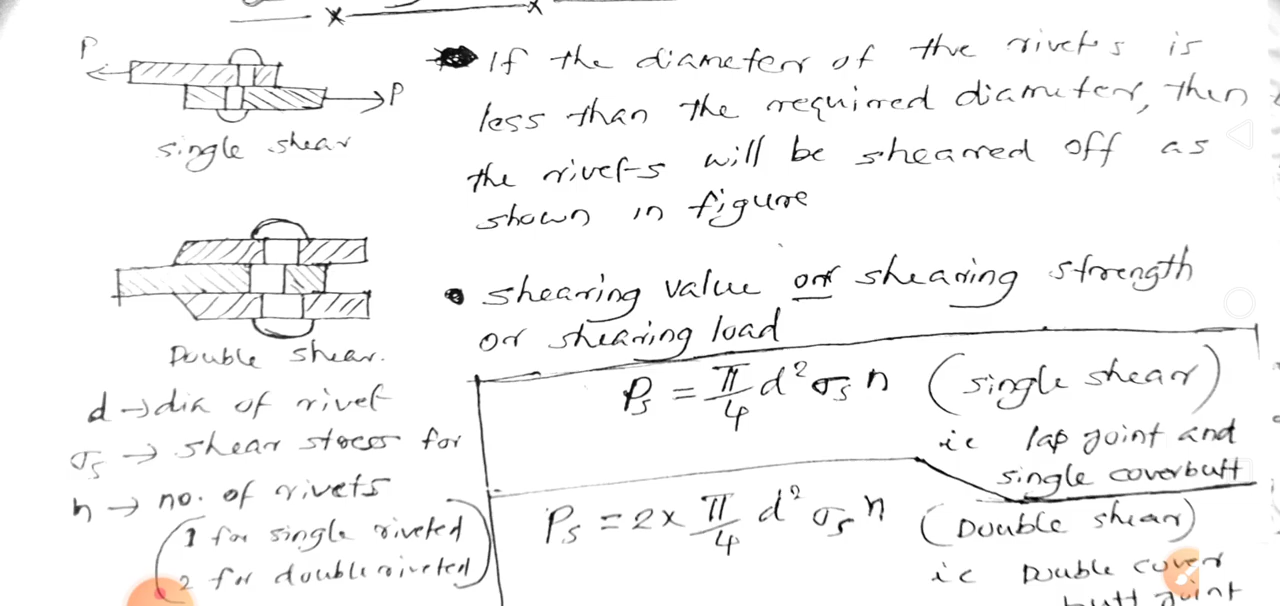 P
P
single shear
Double shear.
d → dia of rivet
σs → shear stress for
n → no. of rivets
(1 for single riveted
2 for double riveted)
If the diameter of the rivets is
less than the required diameter, then
the rivets will be sheared off as
shown in figure
• shearing value or shearing strength
or shearing load
Ps = π/4 d² σs n (single shear)
ie lap joint and
single coverbutt
Ps = 2 x π/4 d² σs n (Double shear)
ie Double cover
butt joint